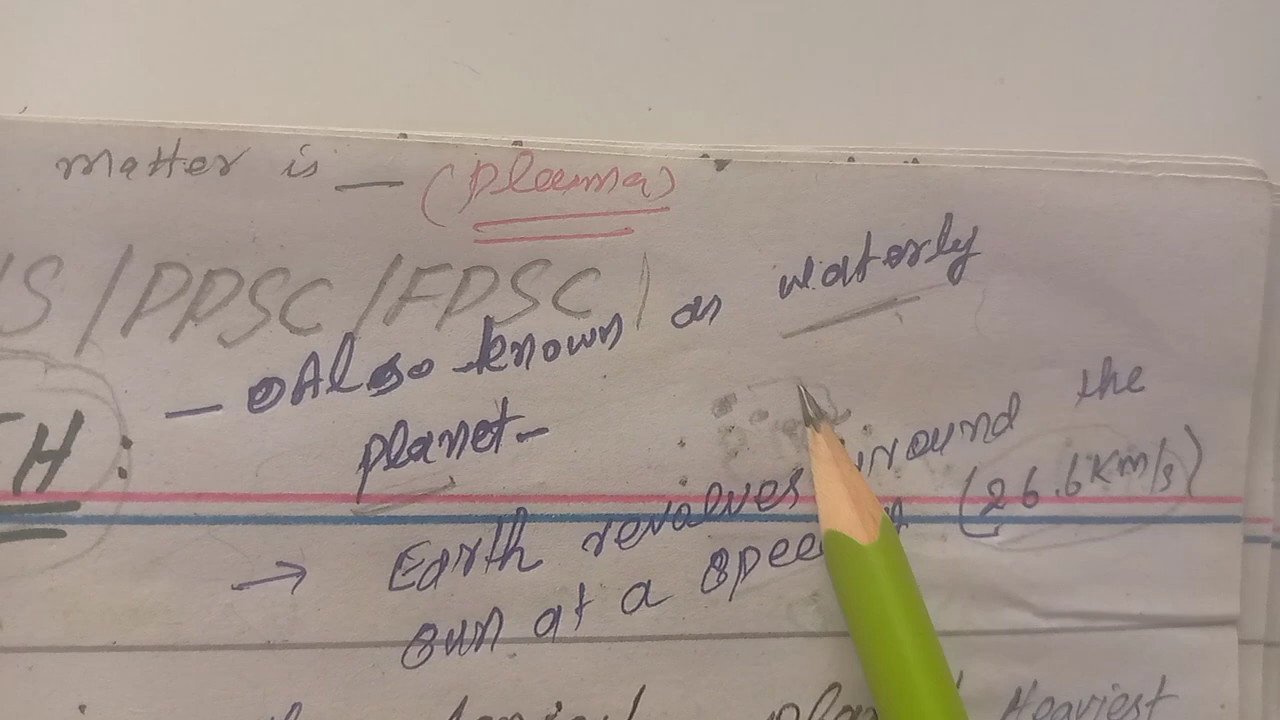 matter is — (plasma)
/PPSC/FPSC/
H : — Also known as waterly
planet-
→ Earth revolves around the
sun at a speed (26.6 Km/s)
Heaviest